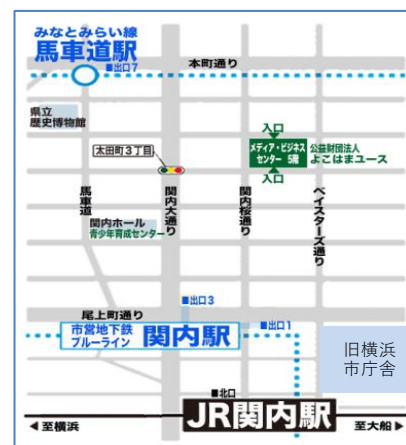 みなとみらい線
馬車道駅
■出口7
本町通り
県立
歴史博物館
太田町3丁目
入口
メディア・ビジネス
センター 5階
公益財団法人
よこはまユース
入口
馬車道
関内大通り
関内桜通り
ベイスターズ通り
関内ホール
青少年育成センター
■出口3
尾上町通り
■出口1
市営地下鉄
ブルーライン
関内駅
旧横浜
市庁舎
■北口
JR関内駅
◀至横浜
至大船▶